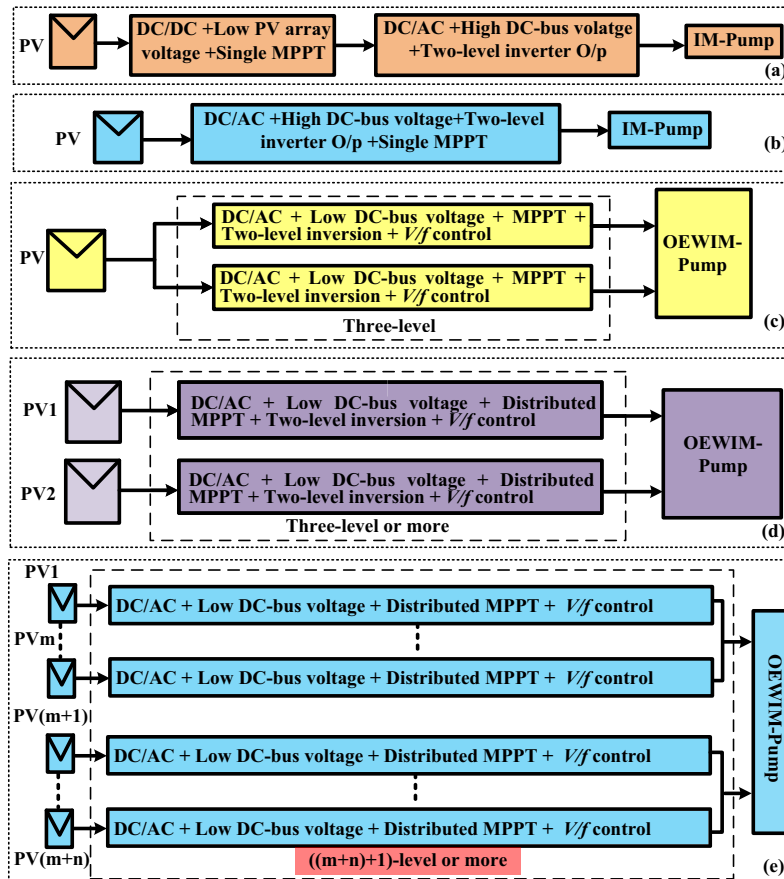 PV
DC/DC +Low PV array
voltage +Single MPPT
DC/AC +High DC-bus volatge
+Two-level inverter O/p
IM-Pump
(a)
PV
DC/AC +High DC-bus voltage+Two-level
inverter O/p +Single MPPT
IM-Pump
(b)
PV
DC/AC + Low DC-bus voltage + MPPT +
Two-level inversion + V/f control
DC/AC + Low DC-bus voltage + MPPT +
Two-level inversion + V/f control
Three-level
OEWIM-
Pump
(c)
PV1
DC/AC + Low DC-bus voltage + Distributed
MPPT + Two-level inversion + V/f control
PV2
DC/AC + Low DC-bus voltage + Distributed
MPPT + Two-level inversion + V/f control
Three-level or more
OEWIM-
Pump
(d)
PV1
DC/AC + Low DC-bus voltage + Distributed MPPT + V/f control
PVm
DC/AC + Low DC-bus voltage + Distributed MPPT + V/f control
PV(m+1)
DC/AC + Low DC-bus voltage + Distributed MPPT + V/f control
DC/AC + Low DC-bus voltage + Distributed MPPT + V/f control
PV(m+n)
((m+n)+1)-level or more
OEWIM-Pump
(e)